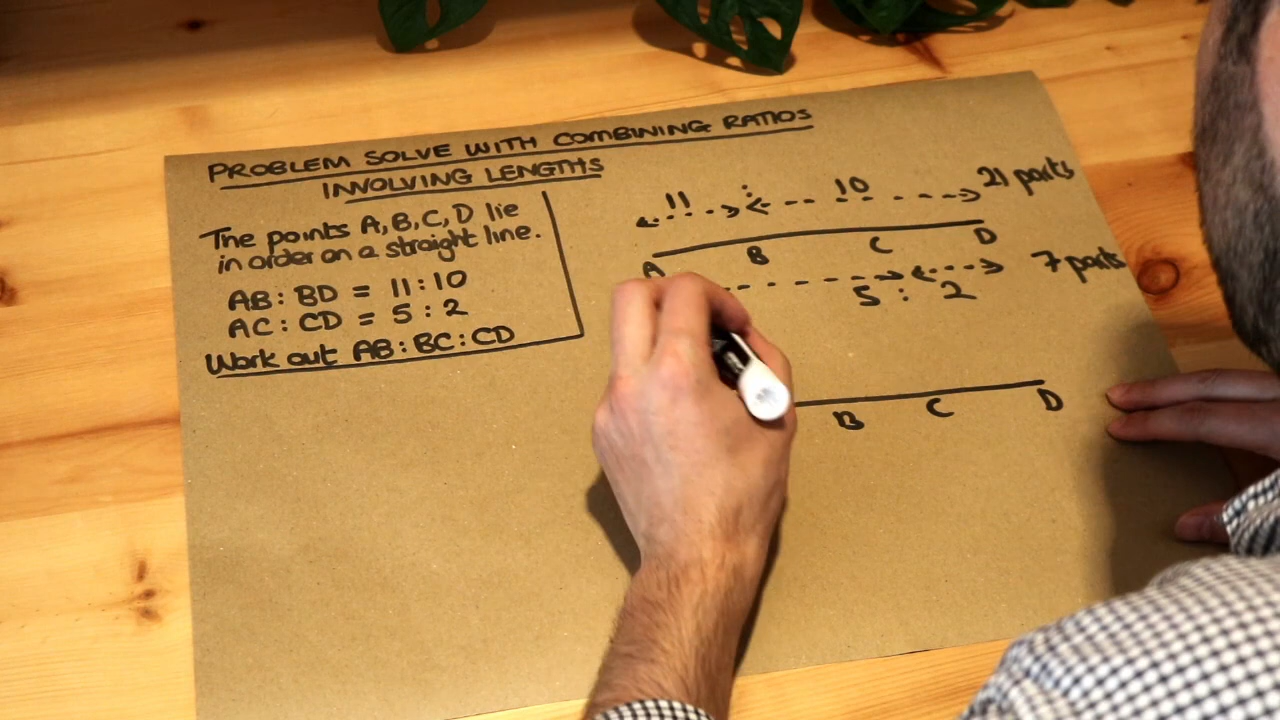 PROBLEM SOLVE WITH COMBINING RATIOS
INVOLVING LENGTHS
The points A, B, C, D lie
in order on a straight line.
AB : BD = 11 : 10
AC : CD = 5 : 2
Work out AB : BC : CD
11 : 10 21 parts
A B C D
5 : 2 7 parts
B C D